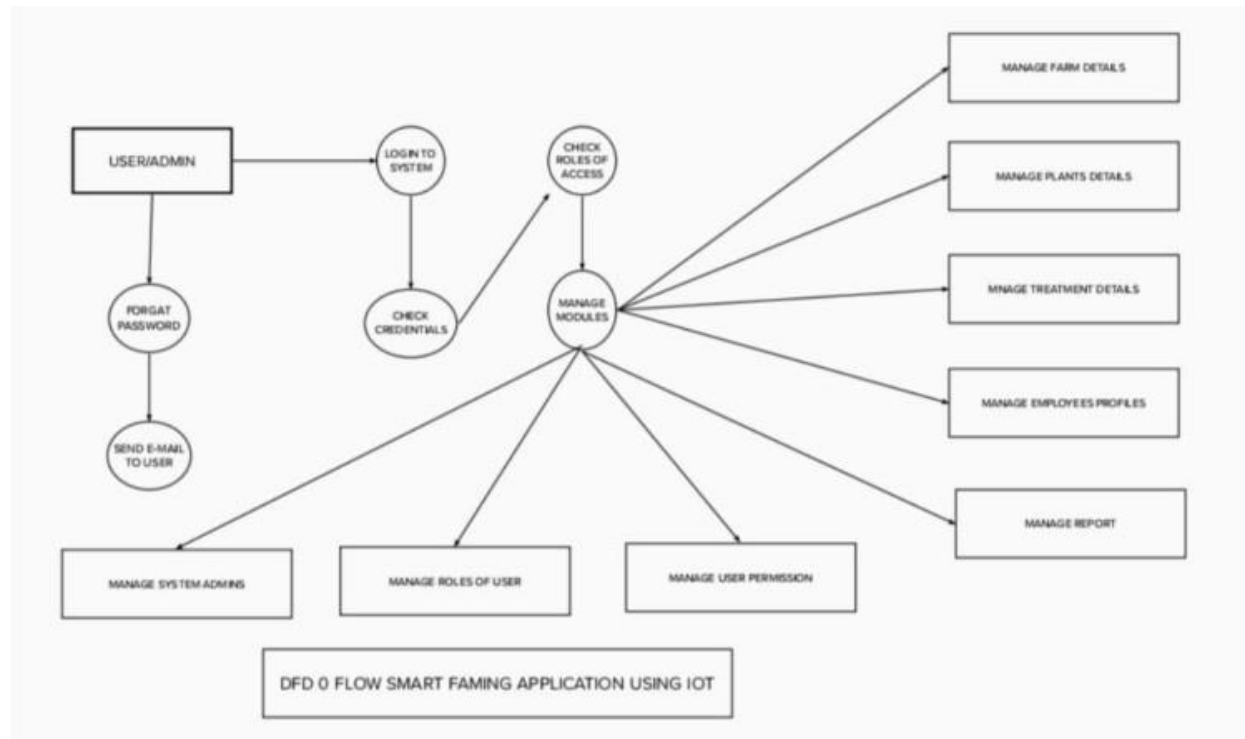 MANAGE FARM DETAILS
USER/ADMIN
LOGIN TO
SYSTEM
CHECK
ROLES OF
ACCESS
MANAGE PLANTS DETAILS
FORGAT
PASSWORD
CHECK
CREDENTIALS
MANAGE
MODULES
MNAGE TREATMENT DETAILS
MANAGE EMPLOYEES PROFILES
SEND E-MAIL
TO USER
MANAGE REPORT
MANAGE SYSTEM ADMINS
MANAGE ROLES OF USER
MANAGE USER PERMISSION
DFD 0 FLOW SMART FAMING APPLICATION USING IOT